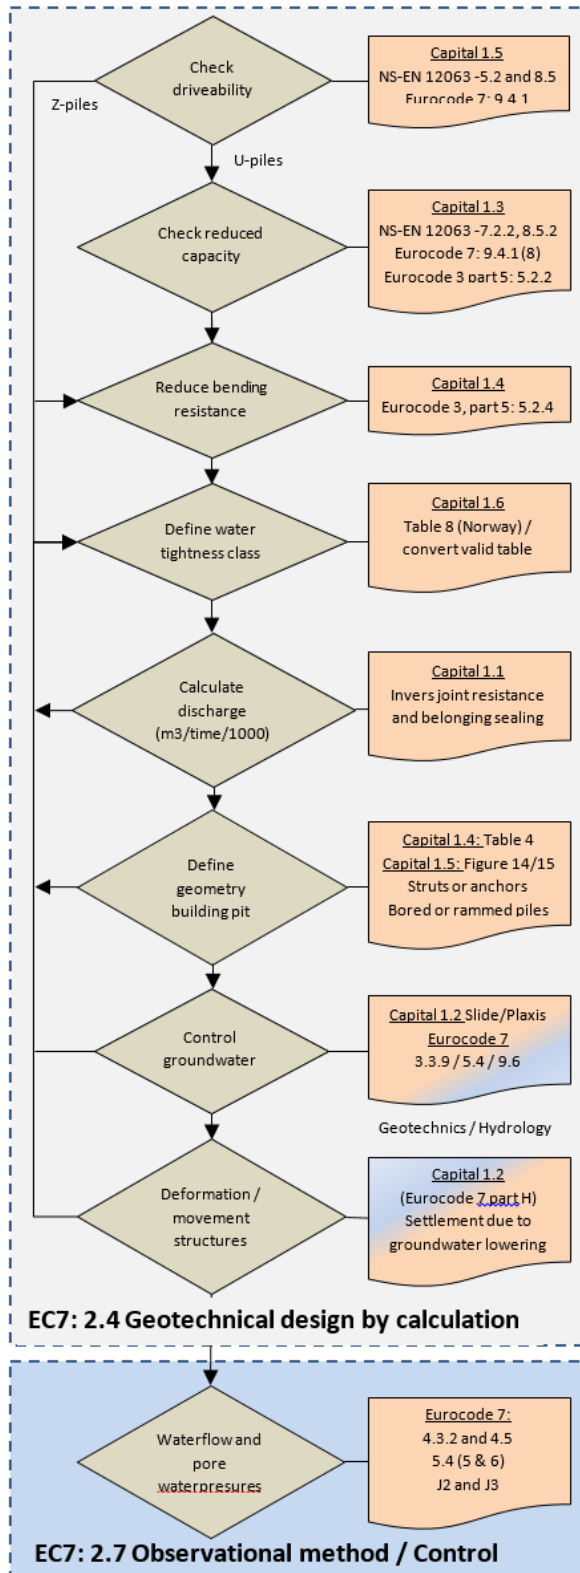 Check
driveability
Capital 1.5
NS-EN 12063 -5.2 and 8.5
Eurocode 7: 9.4.1
Z-piles
U-piles
Check reduced
capacity
Capital 1.3
NS-EN 12063 -7.2.2, 8.5.2
Eurocode 7: 9.4.1 (8)
Eurocode 3 part 5: 5.2.2
Reduce bending
resistance
Capital 1.4
Eurocode 3, part 5: 5.2.4
Define water
tightness class
Capital 1.6
Table 8 (Norway) /
convert valid table
Calculate
discharge
(m3/time/1000)
Capital 1.1
Invers joint resistance
and belonging sealing
Define
geometry
building pit
Capital 1.4: Table 4
Capital 1.5: Figure 14/15
Struts or anchors
Bored or rammed piles
Control
groundwater
Capital 1.2 Slide/Plaxis
Eurocode 7
3.3.9 / 5.4 / 9.6
Geotechnics / Hydrology
Deformation /
movement
structures
Capital 1.2
(Eurocode 7 part H)
Settlement due to
groundwater lowering
EC7: 2.4 Geotechnical design by calculation
Waterflow and
pore
waterpresures
Eurocode 7:
4.3.2 and 4.5
5.4 (5 & 6)
J2 and J3
EC7: 2.7 Observational method / Control